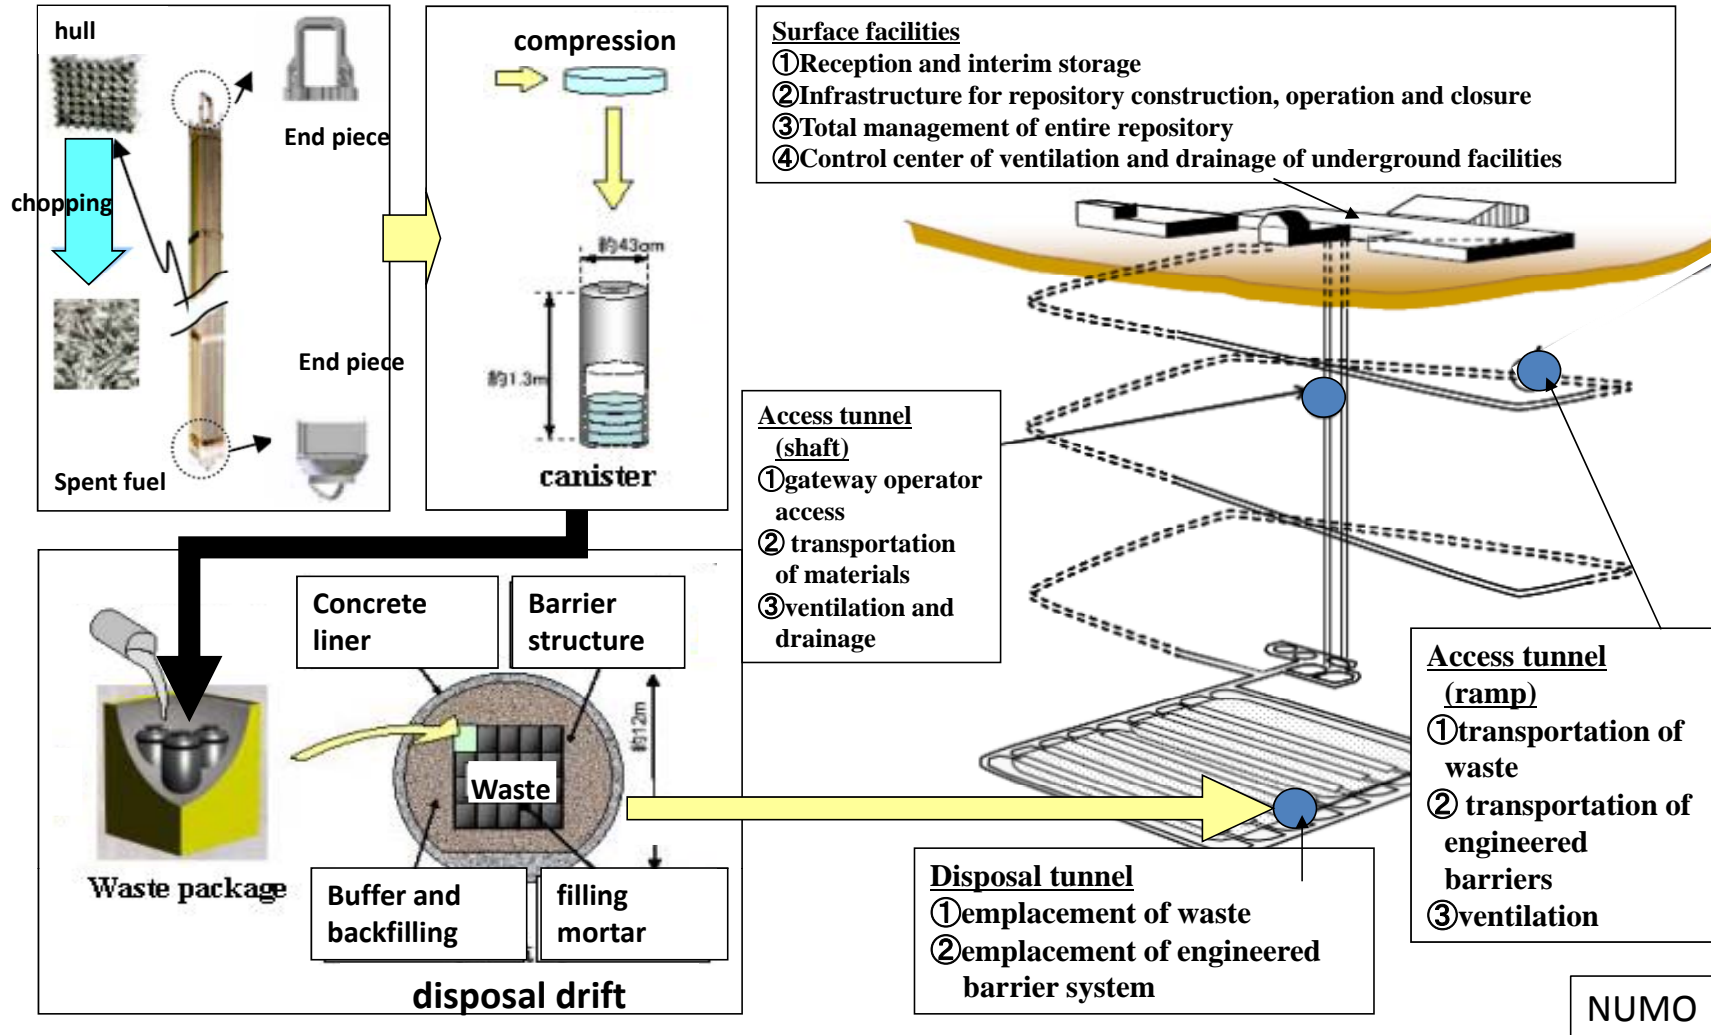 hull
End piece
chopping
End piece
Spent fuel
compression
約43cm
約1.3m
canister
Surface facilities
①Reception and interim storage
②Infrastructure for repository construction, operation and closure
③Total management of entire repository
④Control center of ventilation and drainage of underground facilities
Access tunnel
(shaft)
①gateway operator
access
② transportation
of materials
③ventilation and
drainage
Concrete
liner
Barrier
structure
約12m
Waste
Waste package
Buffer and
backfilling
filling
mortar
disposal drift
Disposal tunnel
①emplacement of waste
②emplacement of engineered
barrier system
Access tunnel
(ramp)
①transportation of
waste
② transportation of
engineered
barriers
③ventilation
NUMO